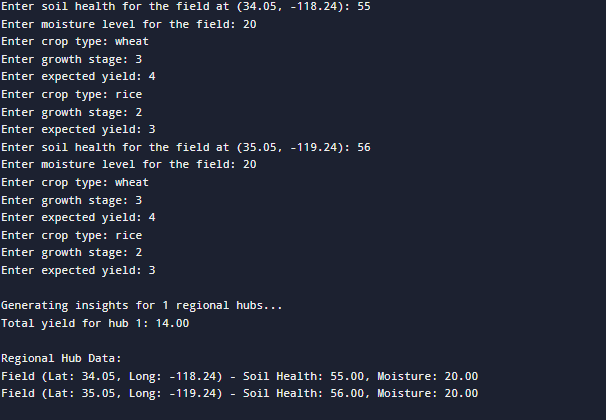 Enter soil health for the field at (34.05, -118.24): 55
Enter moisture level for the field: 20
Enter crop type: wheat
Enter growth stage: 3
Enter expected yield: 4
Enter crop type: rice
Enter growth stage: 2
Enter expected yield: 3
Enter soil health for the field at (35.05, -119.24): 56
Enter moisture level for the field: 20
Enter crop type: wheat
Enter growth stage: 3
Enter expected yield: 4
Enter crop type: rice
Enter growth stage: 2
Enter expected yield: 3
Generating insights for 1 regional hubs...
Total yield for hub 1: 14.00
Regional Hub Data:
Field (Lat: 34.05, Long: -118.24) - Soil Health: 55.00, Moisture: 20.00
Field (Lat: 35.05, Long: -119.24) - Soil Health: 56.00, Moisture: 20.00